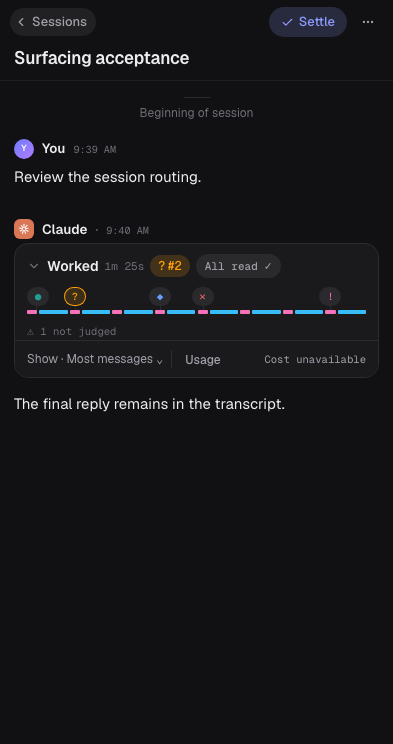 Sessions
Settle
Surfacing acceptance
Beginning of session
Y You 9:39 AM
Review the session routing.
Claude · 9:40 AM
Worked 1m 25s ? #2 All read ✓
? ◆ ✕ !
⚠ 1 not judged
Show · Most messages Usage Cost unavailable
The final reply remains in the transcript.